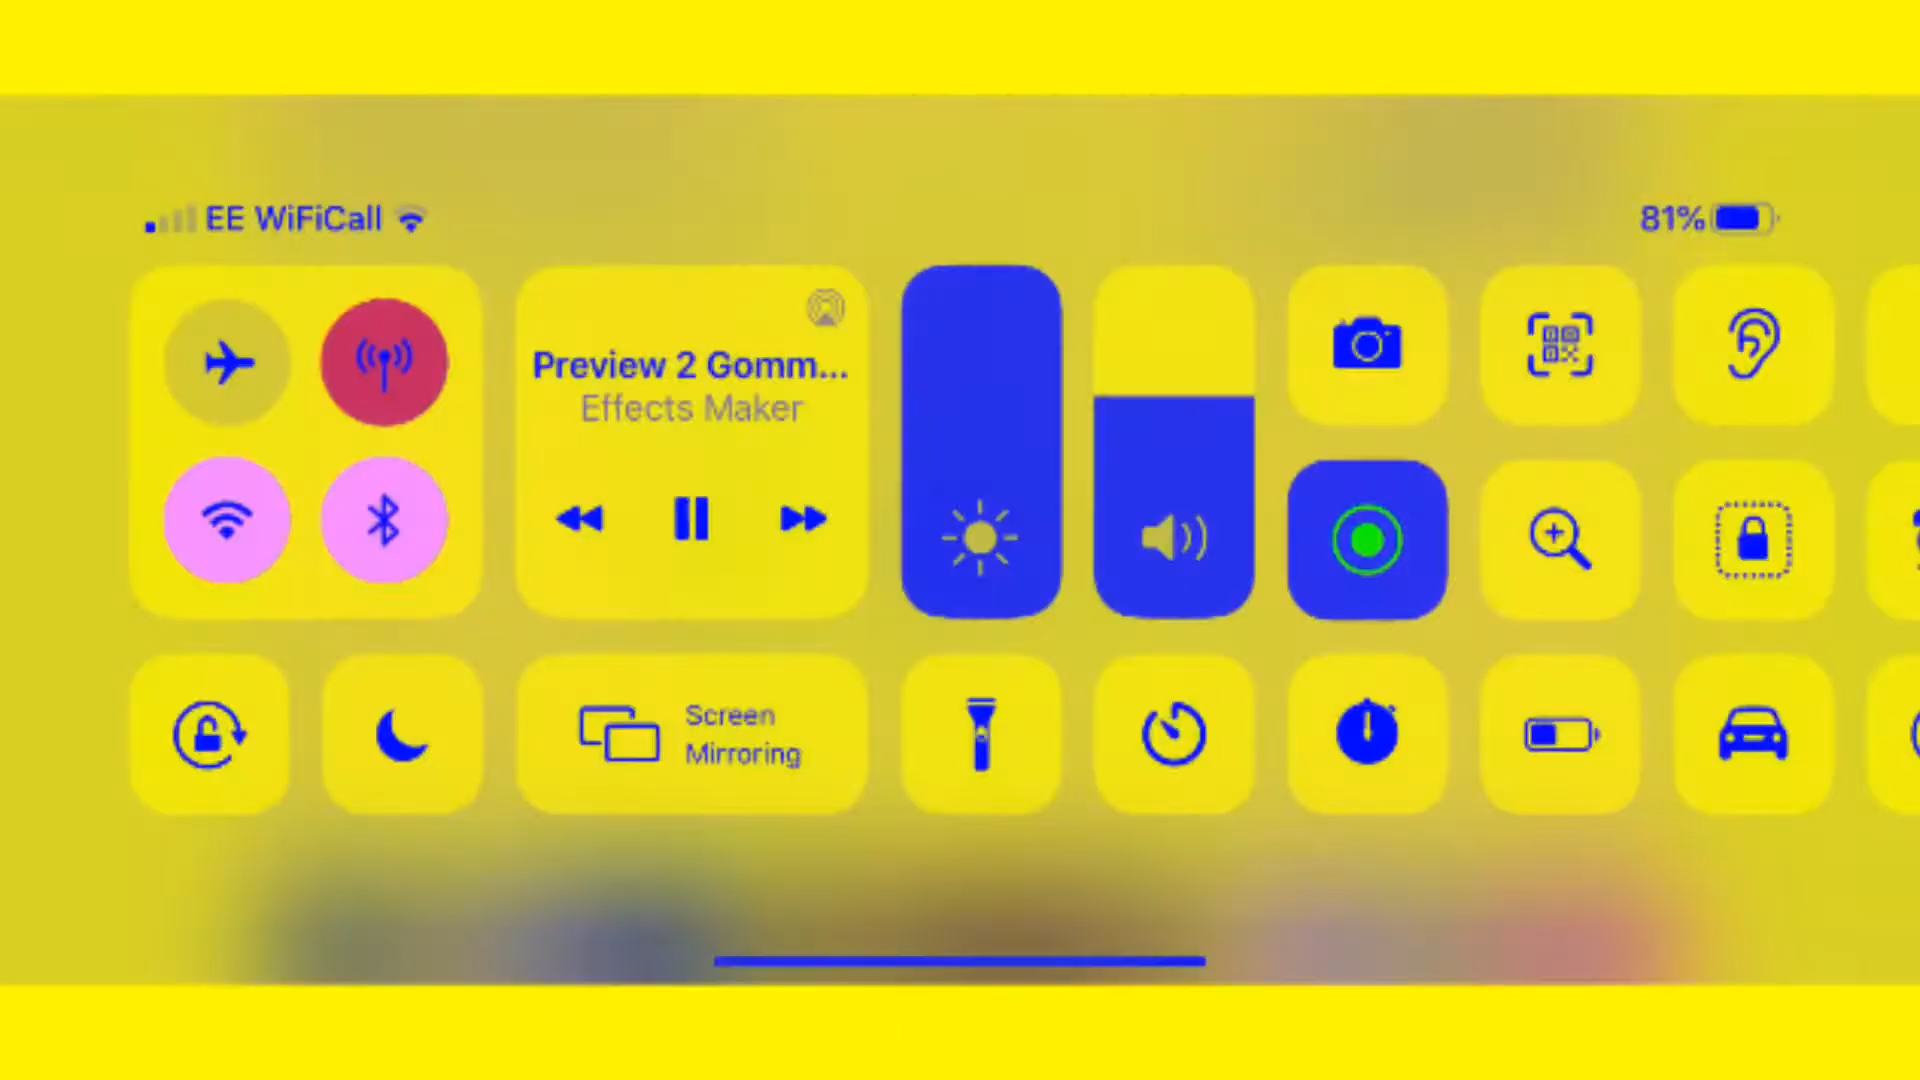 EE WiFiCall
81%
Preview 2 Gomm...
Effects Maker
Screen
Mirroring